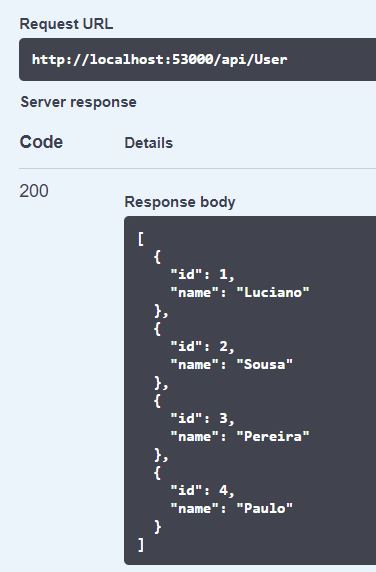 Request URL
http://localhost:53000/api/User
Server response
Code Details
200
Response body
[
{
"id": 1,
"name": "Luciano"
},
{
"id": 2,
"name": "Sousa"
},
{
"id": 3,
"name": "Pereira"
},
{
"id": 4,
"name": "Paulo"
}
]